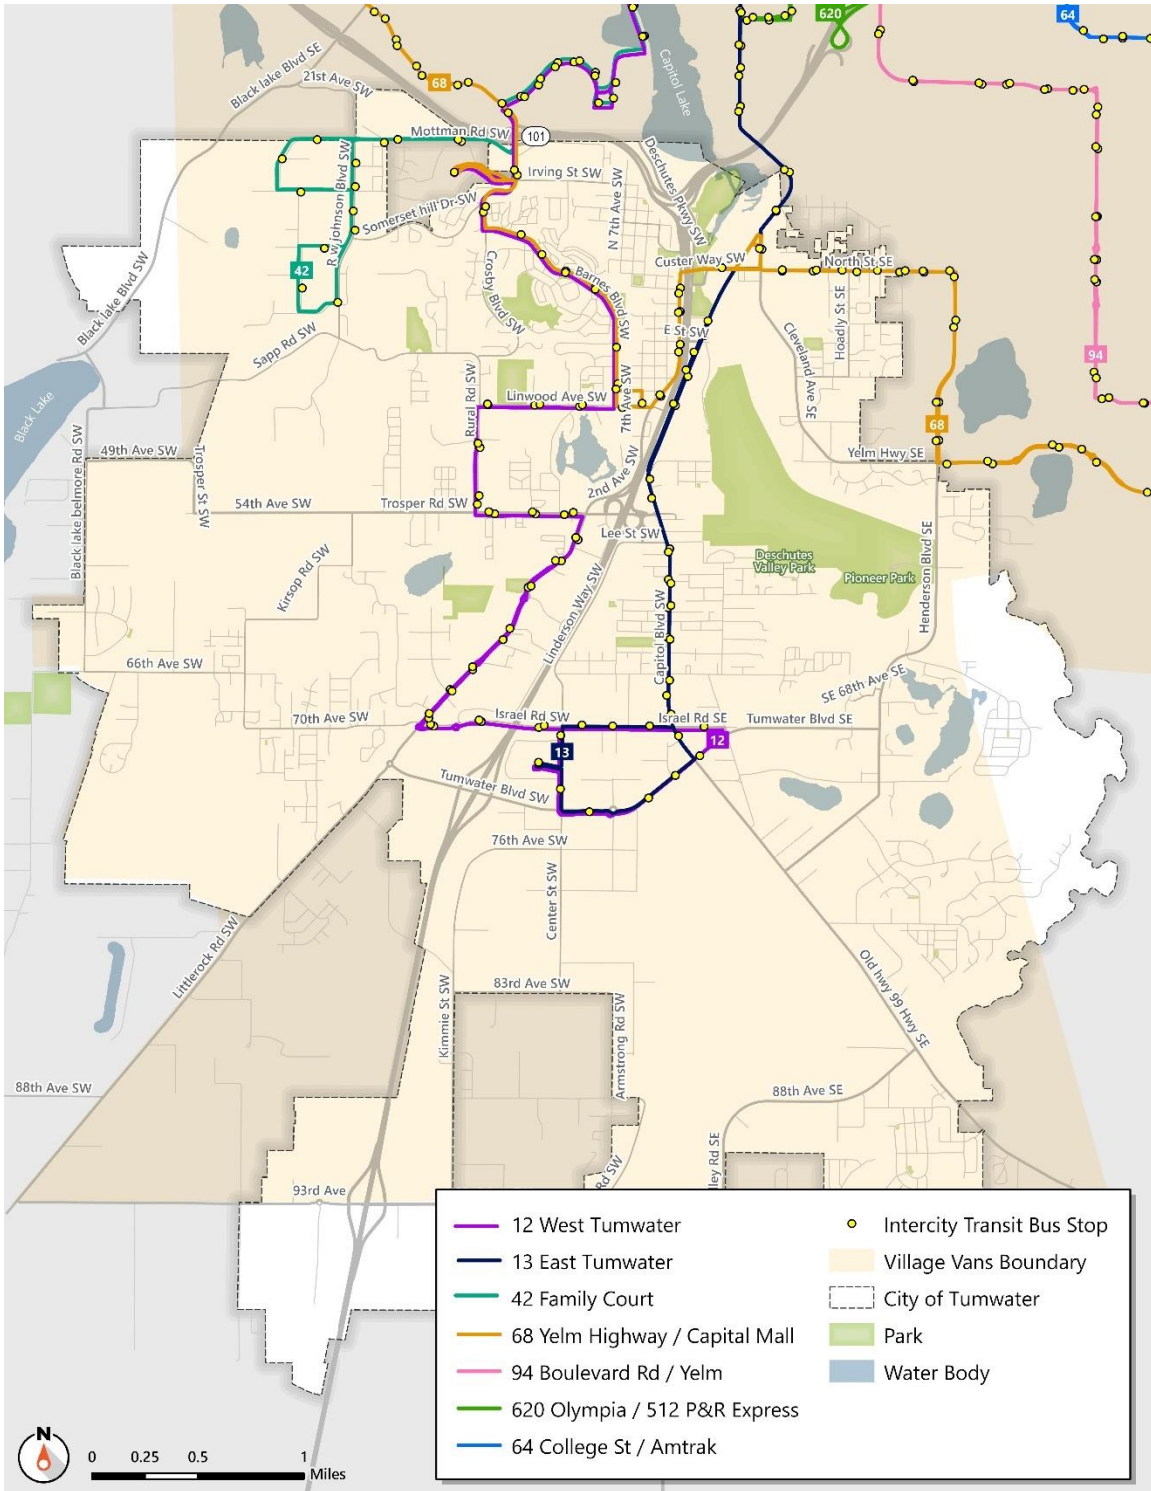 620
64
Black lake Blvd SE
21st Ave SW
68
Capitol Lake
Mottman Rd SW
101
Irving St SW
R w johnson Blvd SW
Somerset hill Dr SW
N 7th Ave SW
Deschutes Pkwy SW
Custer Way SW
North St SE
42
Black lake Blvd SW
Crosby Blvd SW
Barnes Blvd SW
Hoadly St SE
Cleveland Ave SE
E St SW
Sapp Rd SW
94
Black Lake
Rural Rd SW
Linwood Ave SW
7th Ave SW
68
49th Ave SW
Trosper St SW
Yelm Hwy SE
Black lake belmore Rd SW
54th Ave SW
Trosper Rd SW
2nd Ave SW
Lee St SW
Kirsop Rd SW
Linderson Way SW
Capitol Blvd SW
Deschutes
Valley Park
Pioneer Park
Henderson Blvd SE
66th Ave SW
SE 68th Ave SE
70th Ave SW
Israel Rd SW
Israel Rd SE
Tumwater Blvd SE
12
13
Tumwater Blvd SW
76th Ave SW
Center St SW
Littlerock Rd SW
83rd Ave SW
Kimmie St SW
Armstrong Rd SW
Old hwy 99 Hwy SE
88th Ave SW
88th Ave SE
lley Rd SE
Rd SW
93rd Ave
12 West Tumwater
13 East Tumwater
42 Family Court
68 Yelm Highway / Capital Mall
94 Boulevard Rd / Yelm
620 Olympia / 512 P&R Express
64 College St / Amtrak
Intercity Transit Bus Stop
Village Vans Boundary
City of Tumwater
Park
Water Body
N
0 0.25 0.5 1
Miles